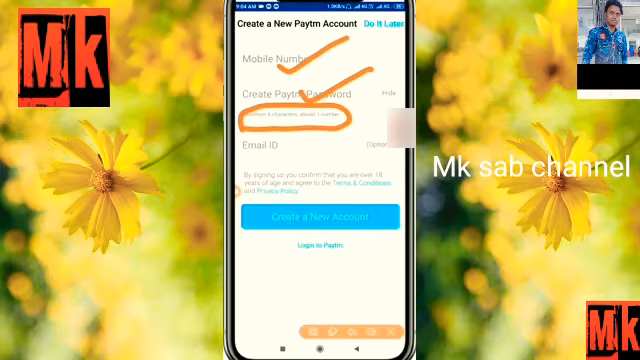 Mk
9:04 AM
1.0KB/s
Create a New Paytm Account Do It Later
Mobile Number
Create Paytm Password Hide
6 characters, atleast 1 number
Email ID
By signing up you confirm that you are over 18
years of age and agree to the Terms & Conditions
and Privacy Policy
Create a New Account
Login to Paytm
Mk sab channel
Mk